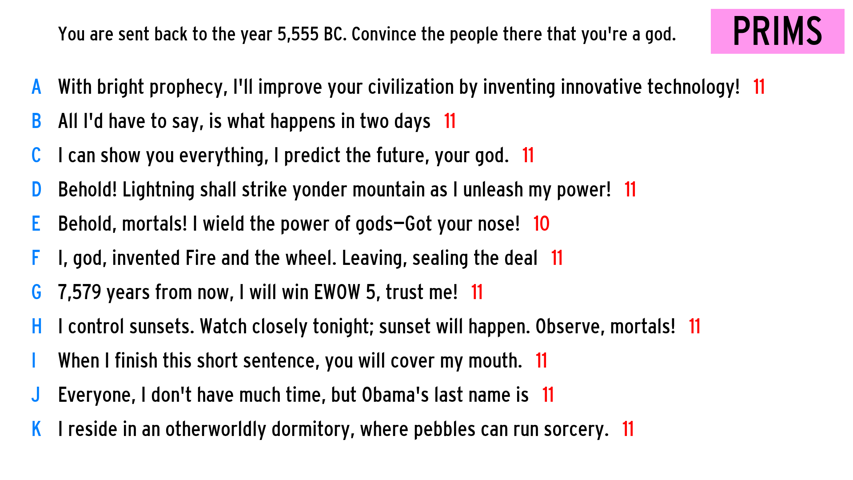 You are sent back to the year 5,555 BC. Convince the people there that you're a god.
PRIMS
A With bright prophecy, I'll improve your civilization by inventing innovative technology! 11
B All I'd have to say, is what happens in two days 11
C I can show you everything, I predict the future, your god. 11
D Behold! Lightning shall strike yonder mountain as I unleash my power! 11
E Behold, mortals! I wield the power of gods—Got your nose! 10
F I, god, invented Fire and the wheel. Leaving, sealing the deal 11
G 7,579 years from now, I will win EWOW 5, trust me! 11
H I control sunsets. Watch closely tonight; sunset will happen. Observe, mortals! 11
I When I finish this short sentence, you will cover my mouth. 11
J Everyone, I don't have much time, but Obama's last name is 11
K I reside in an otherworldly dormitory, where pebbles can run sorcery. 11